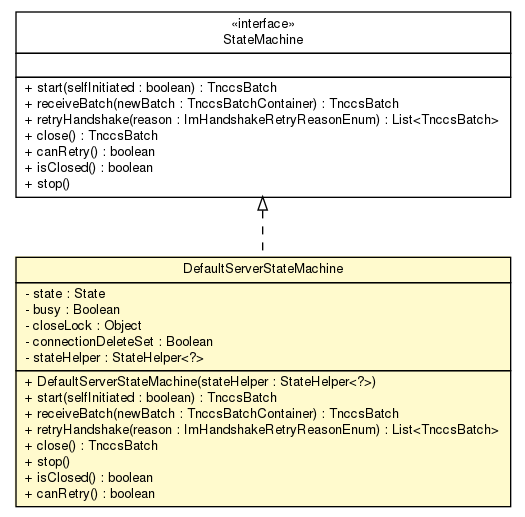 «interface»
StateMachine
+ start(selfInitiated : boolean) : TnccsBatch
+ receiveBatch(newBatch : TnccsBatchContainer) : TnccsBatch
+ retryHandshake(reason : ImHandshakeRetryReasonEnum) : List<TnccsBatch>
+ close() : TnccsBatch
+ canRetry() : boolean
+ isClosed() : boolean
+ stop()
DefaultServerStateMachine
- state : State
- busy : Boolean
- closeLock : Object
- connectionDeleteSet : Boolean
- stateHelper : StateHelper<?>
+ DefaultServerStateMachine(stateHelper : StateHelper<?>)
+ start(selfInitiated : boolean) : TnccsBatch
+ receiveBatch(newBatch : TnccsBatchContainer) : TnccsBatch
+ retryHandshake(reason : ImHandshakeRetryReasonEnum) : List<TnccsBatch>
+ close() : TnccsBatch
+ stop()
+ isClosed() : boolean
+ canRetry() : boolean